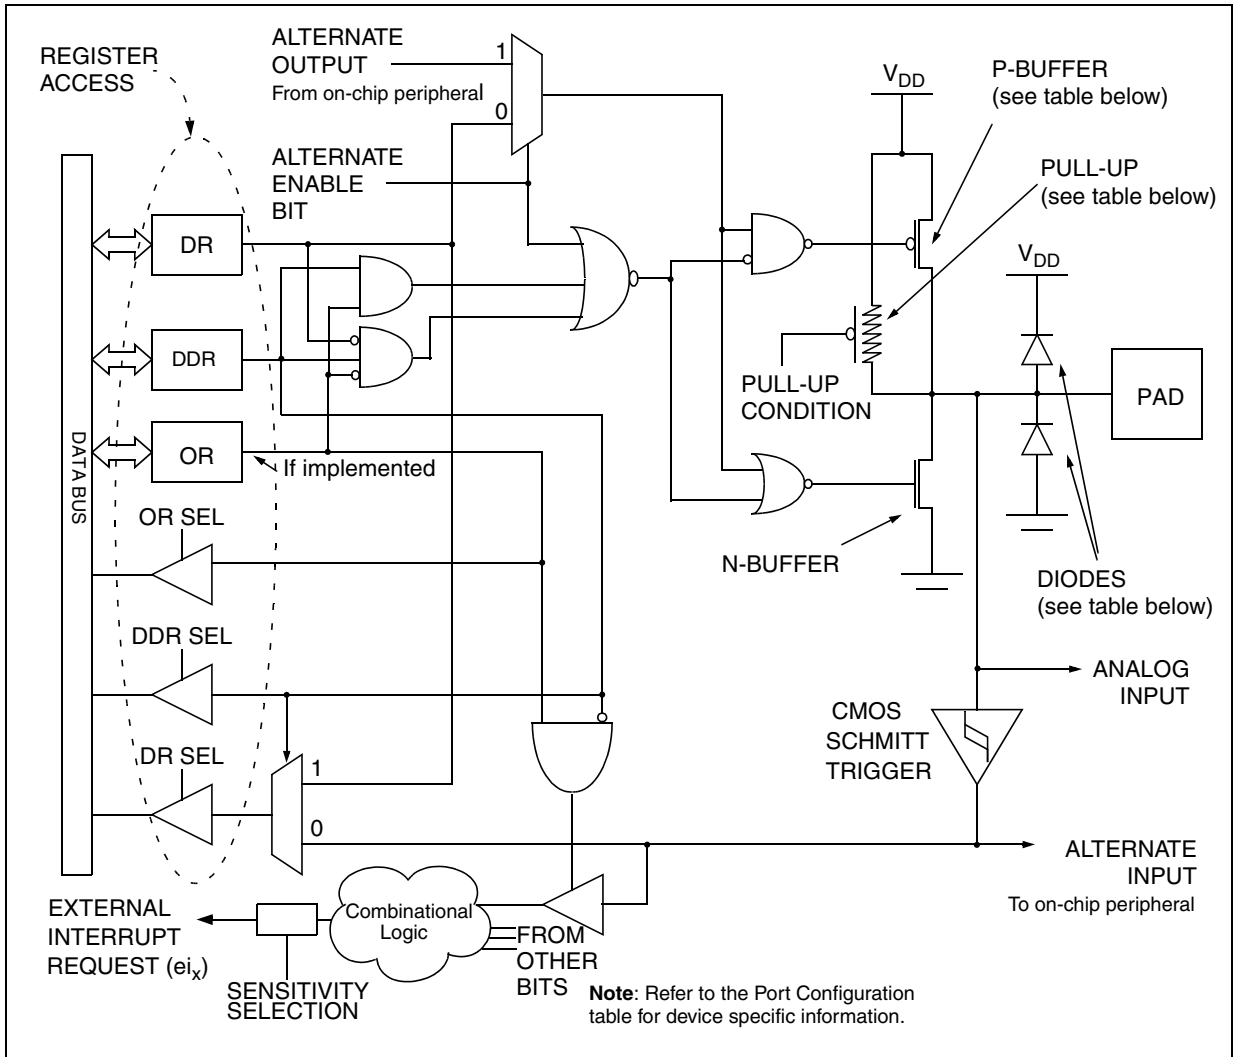 REGISTER
ACCESS
ALTERNATE
OUTPUT
From on-chip peripheral
1
0
ALTERNATE
ENABLE
BIT
VDD
P-BUFFER
(see table below)
PULL-UP
(see table below)
VDD
DR
DDR
OR
If implemented
DATA BUS
PULL-UP
CONDITION
PAD
N-BUFFER
DIODES
(see table below)
OR SEL
DDR SEL
DR SEL
1
0
ANALOG
INPUT
CMOS
SCHMITT
TRIGGER
ALTERNATE
INPUT
To on-chip peripheral
EXTERNAL
INTERRUPT
REQUEST (eix)
Combinational
Logic
SENSITIVITY
SELECTION
FROM
OTHER
BITS
Note: Refer to the Port Configuration
table for device specific information.